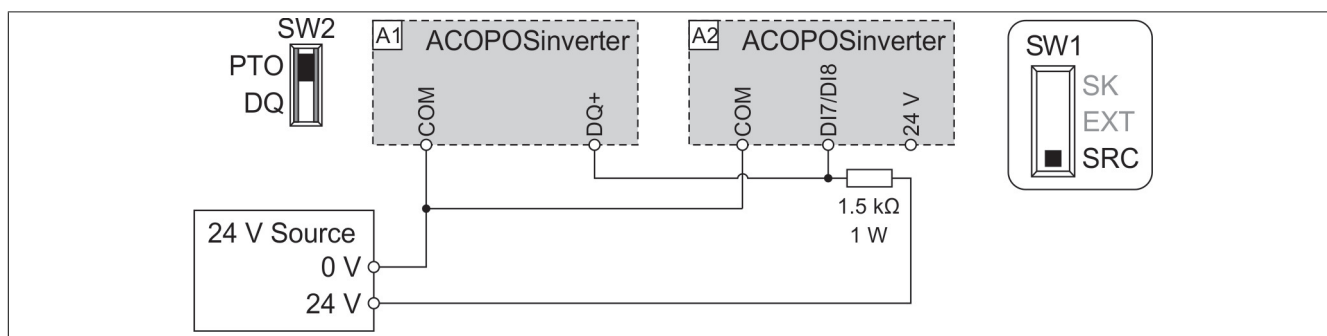 SW2
PTO
DQ
A1
ACOPOSinverter
COM
DQ+
A2
ACOPOSinverter
COM
DI7/DI8
24 V
SW1
SK
EXT
SRC
1.5 kΩ
1 W
24 V Source
0 V
24 V